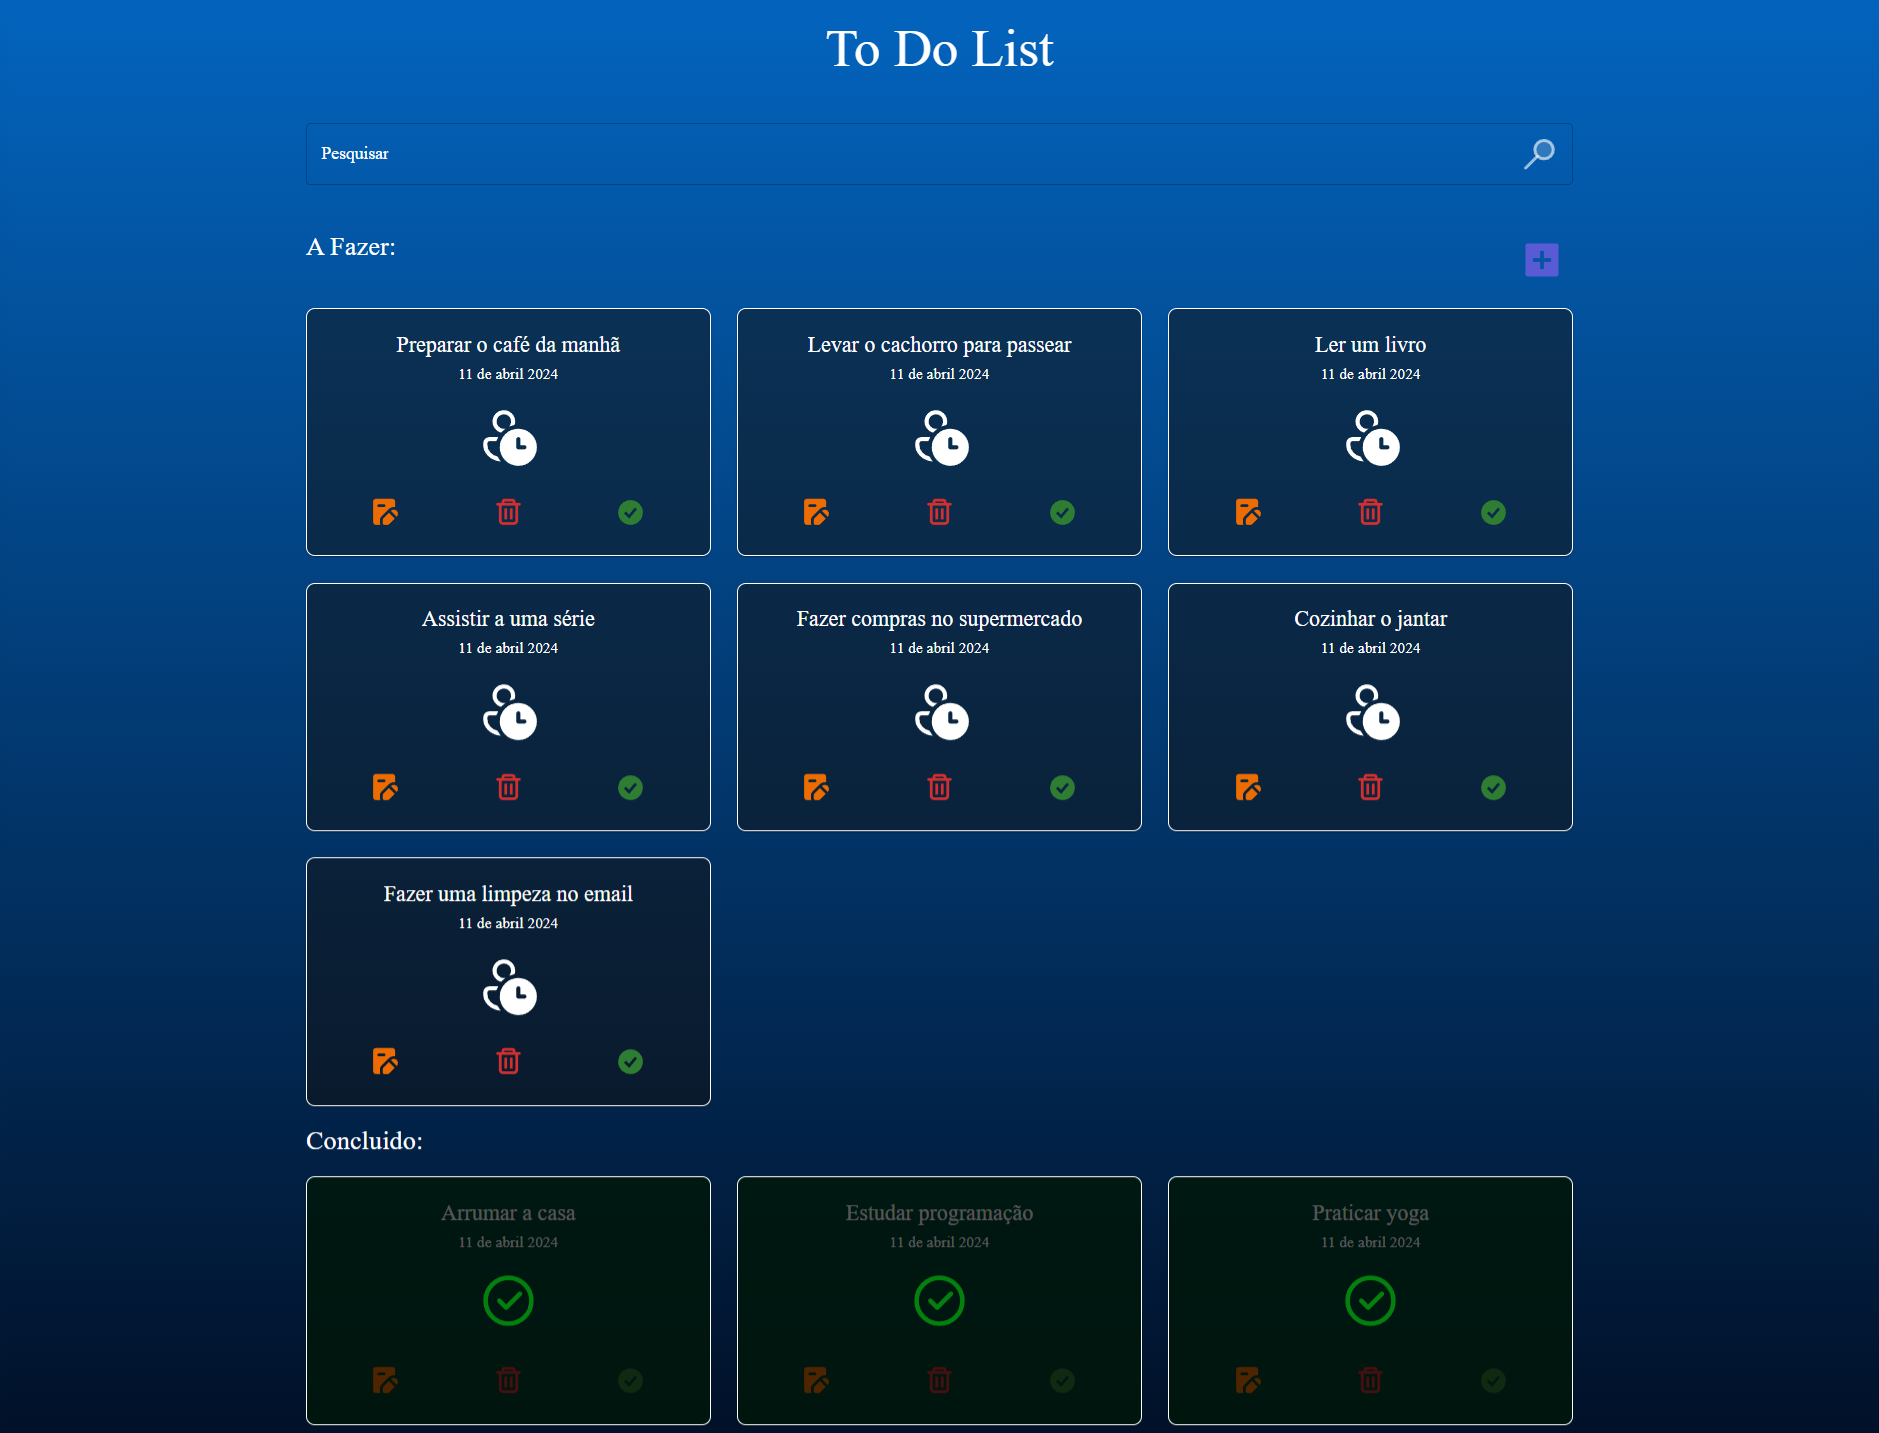 To Do List
Pesquisar
A Fazer:
Preparar o café da manhã
11 de abril 2024
Levar o cachorro para passear
11 de abril 2024
Ler um livro
11 de abril 2024
Assistir a uma série
11 de abril 2024
Fazer compras no supermercado
11 de abril 2024
Cozinhar o jantar
11 de abril 2024
Fazer uma limpeza no email
11 de abril 2024
Concluido:
Arrumar a casa
11 de abril 2024
Estudar programação
11 de abril 2024
Praticar yoga
11 de abril 2024